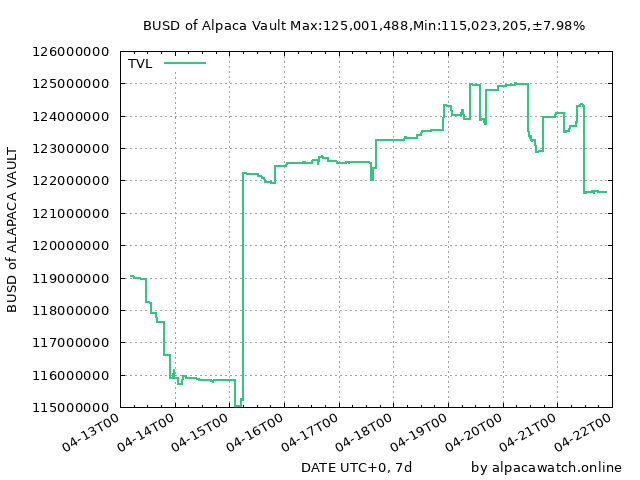 BUSD of Alpaca Vault Max:125,001,488,Min:115,023,205,±7.98%
TVL
126000000
125000000
124000000
123000000
122000000
121000000
120000000
119000000
118000000
117000000
116000000
115000000
BUSD of ALAPACA VAULT
04-13T00
04-14T00
04-15T00
04-16T00
04-17T00
04-18T00
04-19T00
04-20T00
04-21T00
04-22T00
DATE UTC+0, 7d
by alpacawatch.online